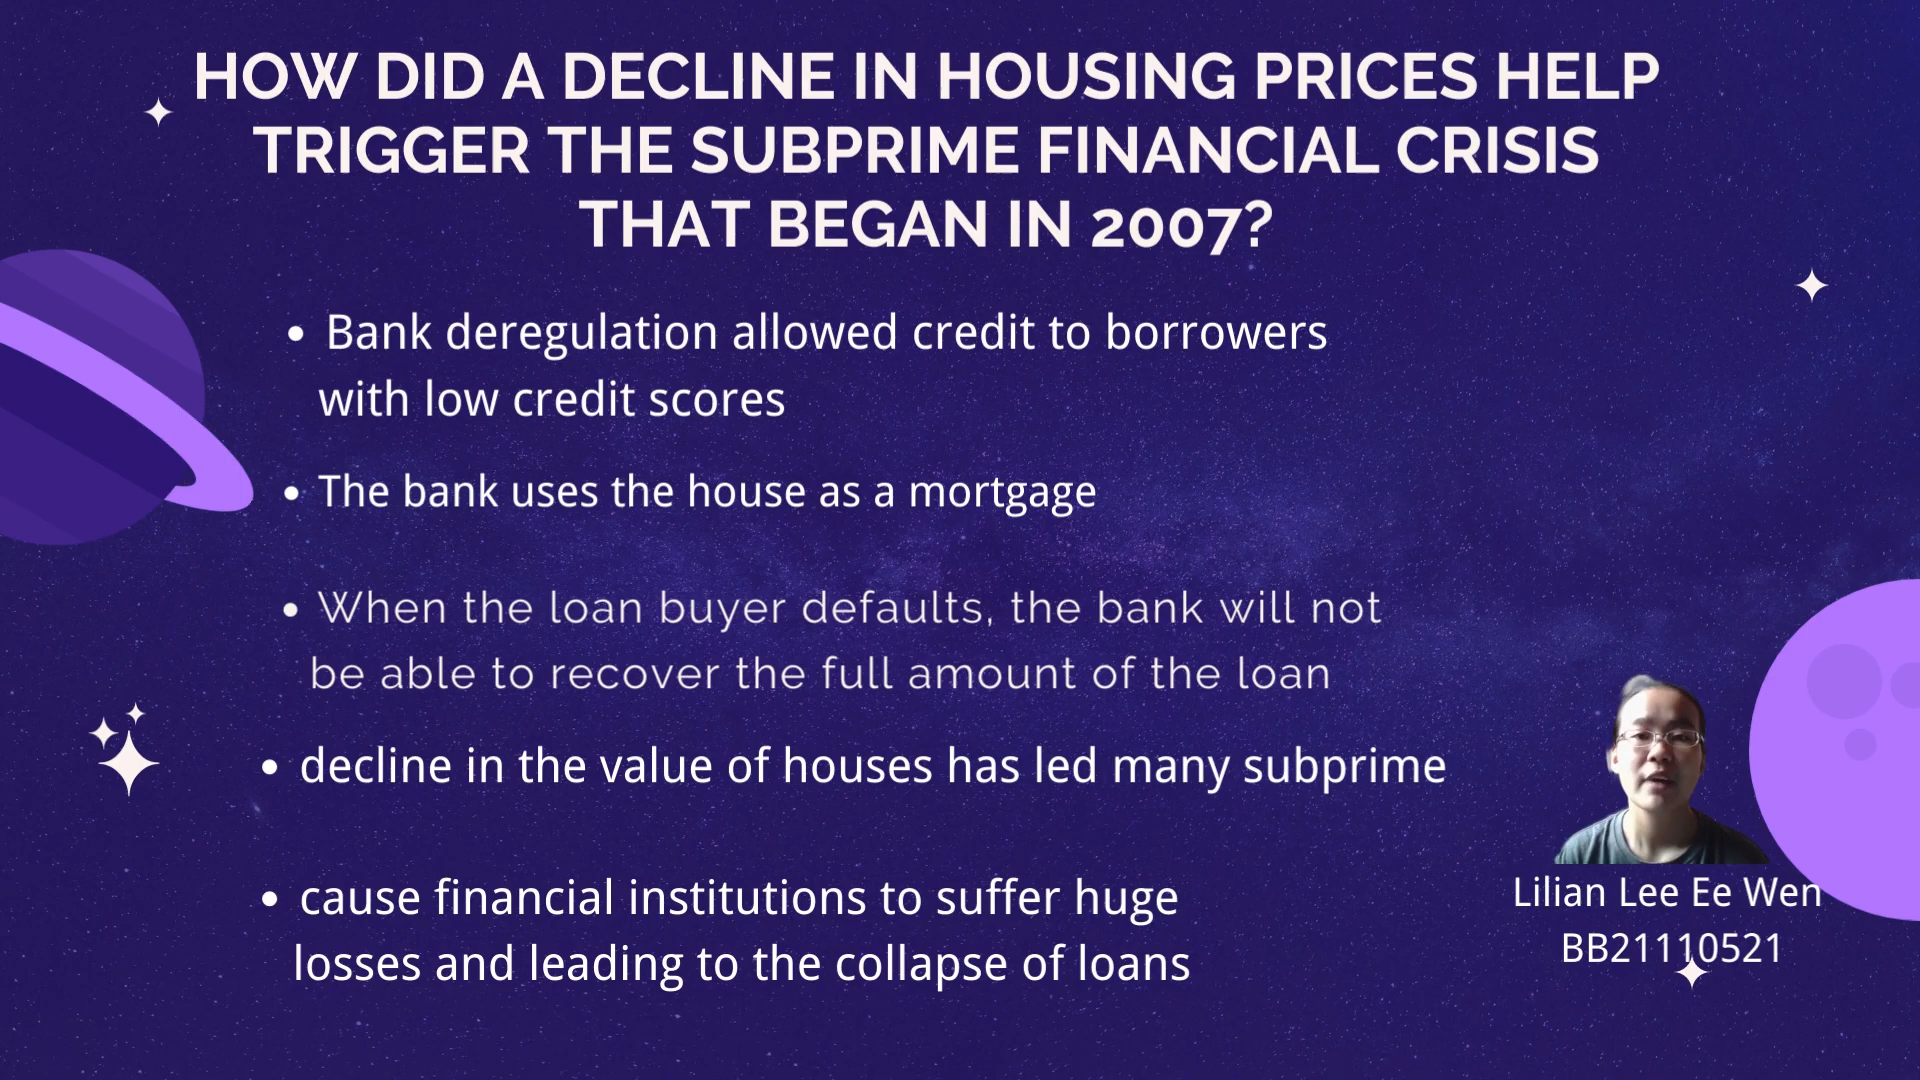 HOW DID A DECLINE IN HOUSING PRICES HELP
TRIGGER THE SUBPRIME FINANCIAL CRISIS
THAT BEGAN IN 2007?
• Bank deregulation allowed credit to borrowers
with low credit scores
• The bank uses the house as a mortgage
• When the loan buyer defaults, the bank will not
be able to recover the full amount of the loan
• decline in the value of houses has led many subprime
• cause financial institutions to suffer huge
losses and leading to the collapse of loans
Lilian Lee Ee Wen
BB21110521